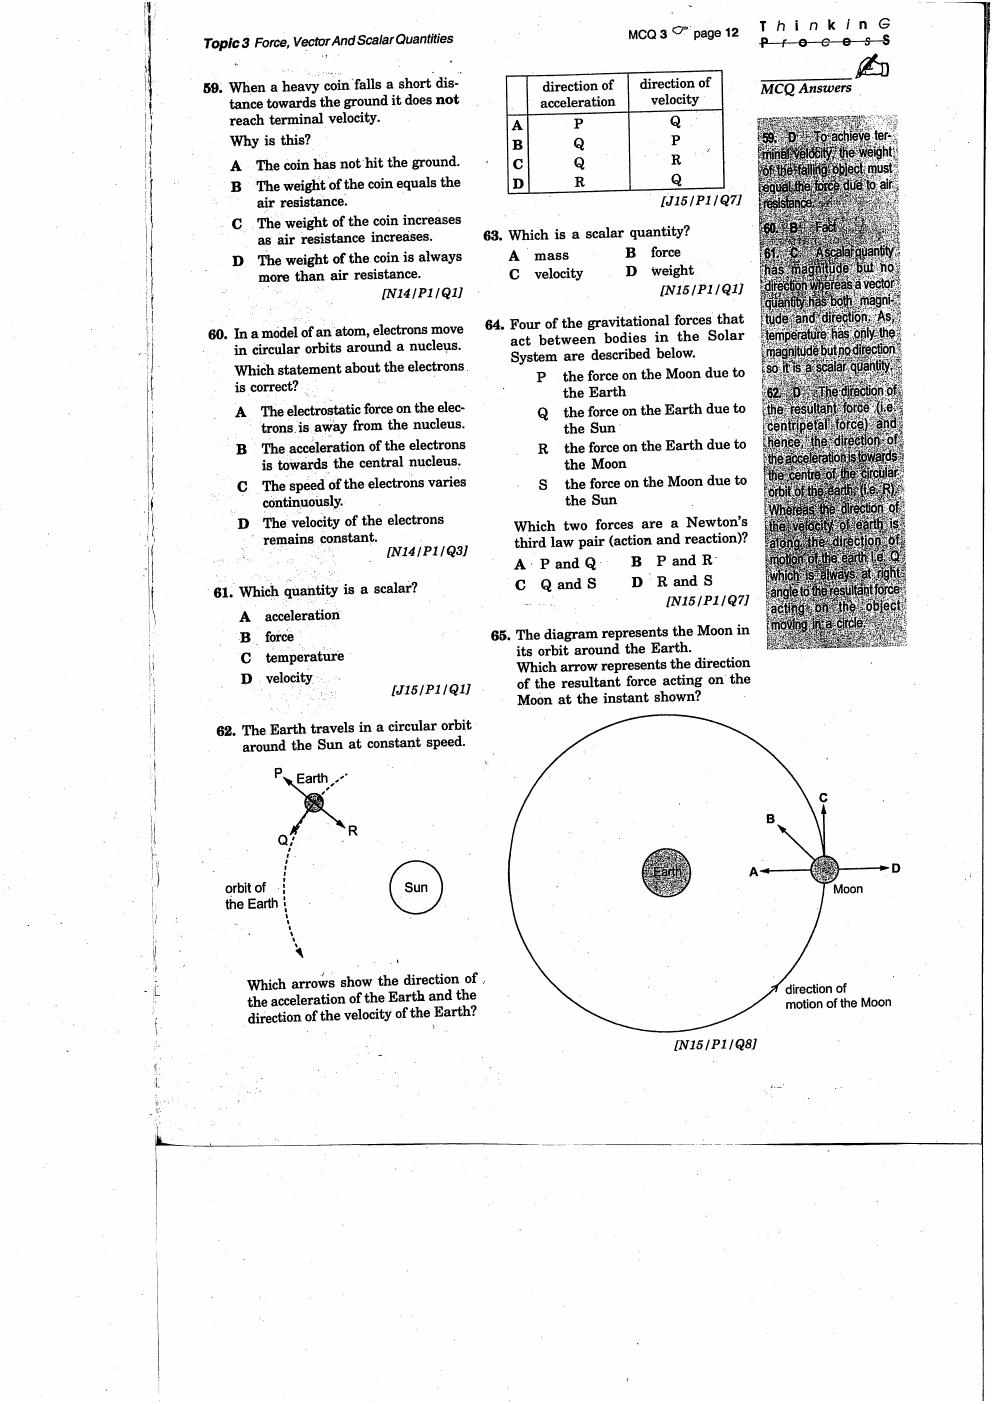 Topic 3 Force, Vector And Scalar Quantities
MCQ 3 page 12
ThinkinG
ProcessS
MCQ Answers
59. When a heavy coin falls a short dis-
tance towards the ground it does not
reach terminal velocity.
Why is this?
A The coin has not hit the ground.
B The weight of the coin equals the
air resistance.
C The weight of the coin increases
as air resistance increases.
D The weight of the coin is always
more than air resistance.
[N14/P1/Q1]
60. In a model of an atom, electrons move
in circular orbits around a nucleus.
Which statement about the electrons
is correct?
A The electrostatic force on the elec-
trons is away from the nucleus.
B The acceleration of the electrons
is towards the central nucleus.
C The speed of the electrons varies
continuously.
D The velocity of the electrons
remains constant.
[N14/P1/Q3]
61. Which quantity is a scalar?
A acceleration
B force
C temperature
D velocity
[J15/P1/Q1]
62. The Earth travels in a circular orbit
around the Sun at constant speed.
P
Earth
Q
R
Sun
orbit of
the Earth
Which arrows show the direction of
the acceleration of the Earth and the
direction of the velocity of the Earth?
direction of acceleration direction of velocity
A P Q
B Q P
C Q R
D R Q
[J15/P1/Q7]
63. Which is a scalar quantity?
A mass B force
C velocity D weight
[N15/P1/Q1]
64. Four of the gravitational forces that
act between bodies in the Solar
System are described below.
P the force on the Moon due to
the Earth
Q the force on the Earth due to
the Sun
R the force on the Earth due to
the Moon
S the force on the Moon due to
the Sun
Which two forces are a Newton's
third law pair (action and reaction)?
A P and Q B P and R
C Q and S D R and S
[N15/P1/Q7]
65. The diagram represents the Moon in
its orbit around the Earth.
Which arrow represents the direction
of the resultant force acting on the
Moon at the instant shown?
C
B
Earth
A
D
Moon
direction of
motion of the Moon
[N15/P1/Q8]
59. D To achieve ter-
minal velocity, the weight
of the falling object must
equal the force due to air
resistance.
60. B Fact
61. C A scalar quantity
has magnitude but no
direction whereas a vector
quantity has both magni-
tude and direction. As,
temperature has only the
magnitude but no direction
so it is a scalar quantity.
62. D The direction of
the resultant force (i.e.
centripetal force) and
hence, the direction of
the acceleration is towards
the centre of the circular
orbit of the earth, (i.e. R).
Whereas the direction of
the velocity of earth is
along the direction of
motion of the earth i.e. Q
which is always at right
angle to the resultant force
acting on the object
moving in a circle.